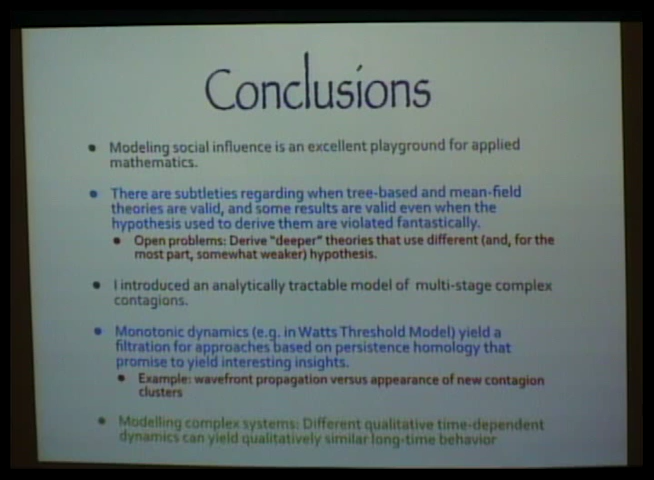 Conclusions
• Modeling social influence is an excellent playground for applied
mathematics.
• There are subtleties regarding when tree-based and mean-field
theories are valid, and some results are valid even when the
hypothesis used to derive them are violated fantastically.
• Open problems: Derive "deeper" theories that use different (and, for the
most part, somewhat weaker) hypothesis.
• I introduced an analytically tractable model of multi-stage complex
contagions.
• Monotonic dynamics (e.g. in Watts Threshold Model) yield a
filtration for approaches based on persistence homology that
promise to yield interesting insights.
• Example: wavefront propagation versus appearance of new contagion
clusters
• Modelling complex systems: Different qualitative time-dependent
dynamics can yield qualitatively similar long-time behavior